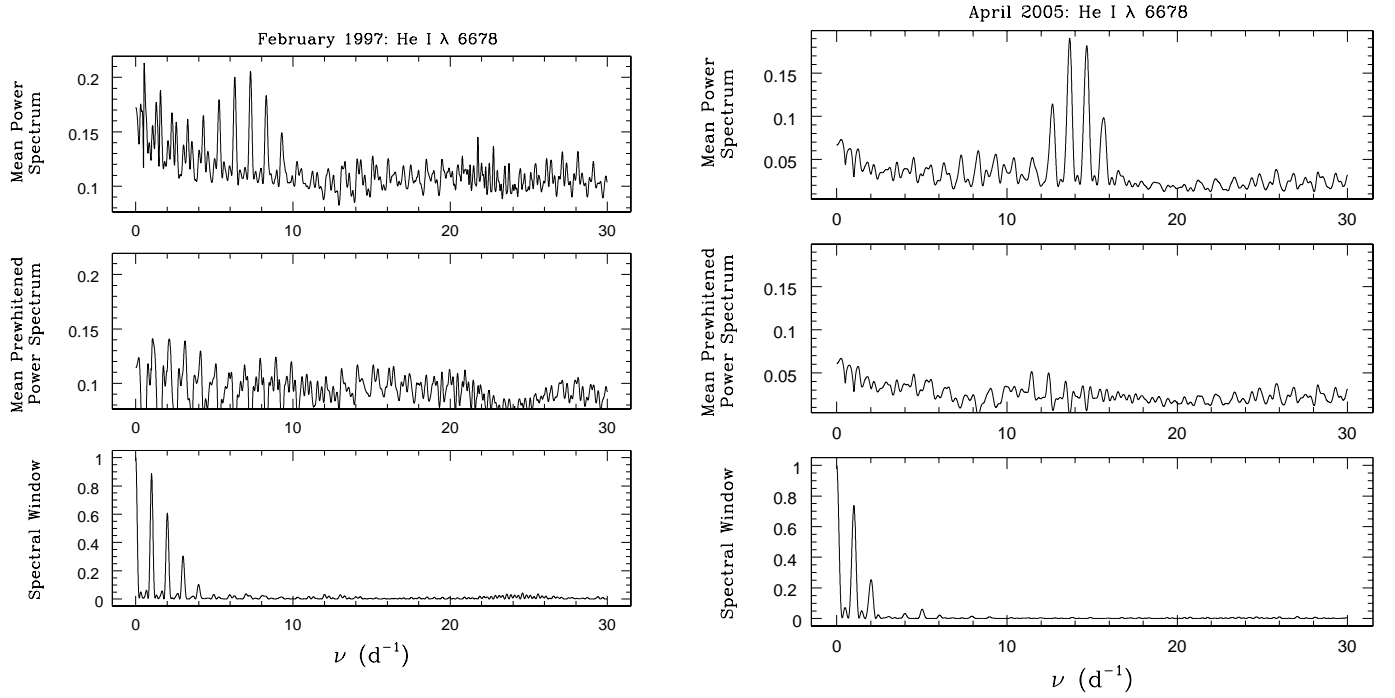 February 1997: He I λ 6678
Mean Power
Spectrum
0.2
0.15
0.1
0 10 20 30
Mean Prewhitened
Power Spectrum
0.2
0.15
0.1
0 10 20 30
Spectral Window
1
0.8
0.6
0.4
0.2
0
0 10 20 30
ν (d⁻¹)
April 2005: He I λ 6678
Mean Power
Spectrum
0.15
0.1
0.05
0 10 20 30
Mean Prewhitened
Power Spectrum
0.15
0.1
0.05
0 10 20 30
Spectral Window
1
0.8
0.6
0.4
0.2
0
0 10 20 30
ν (d⁻¹)